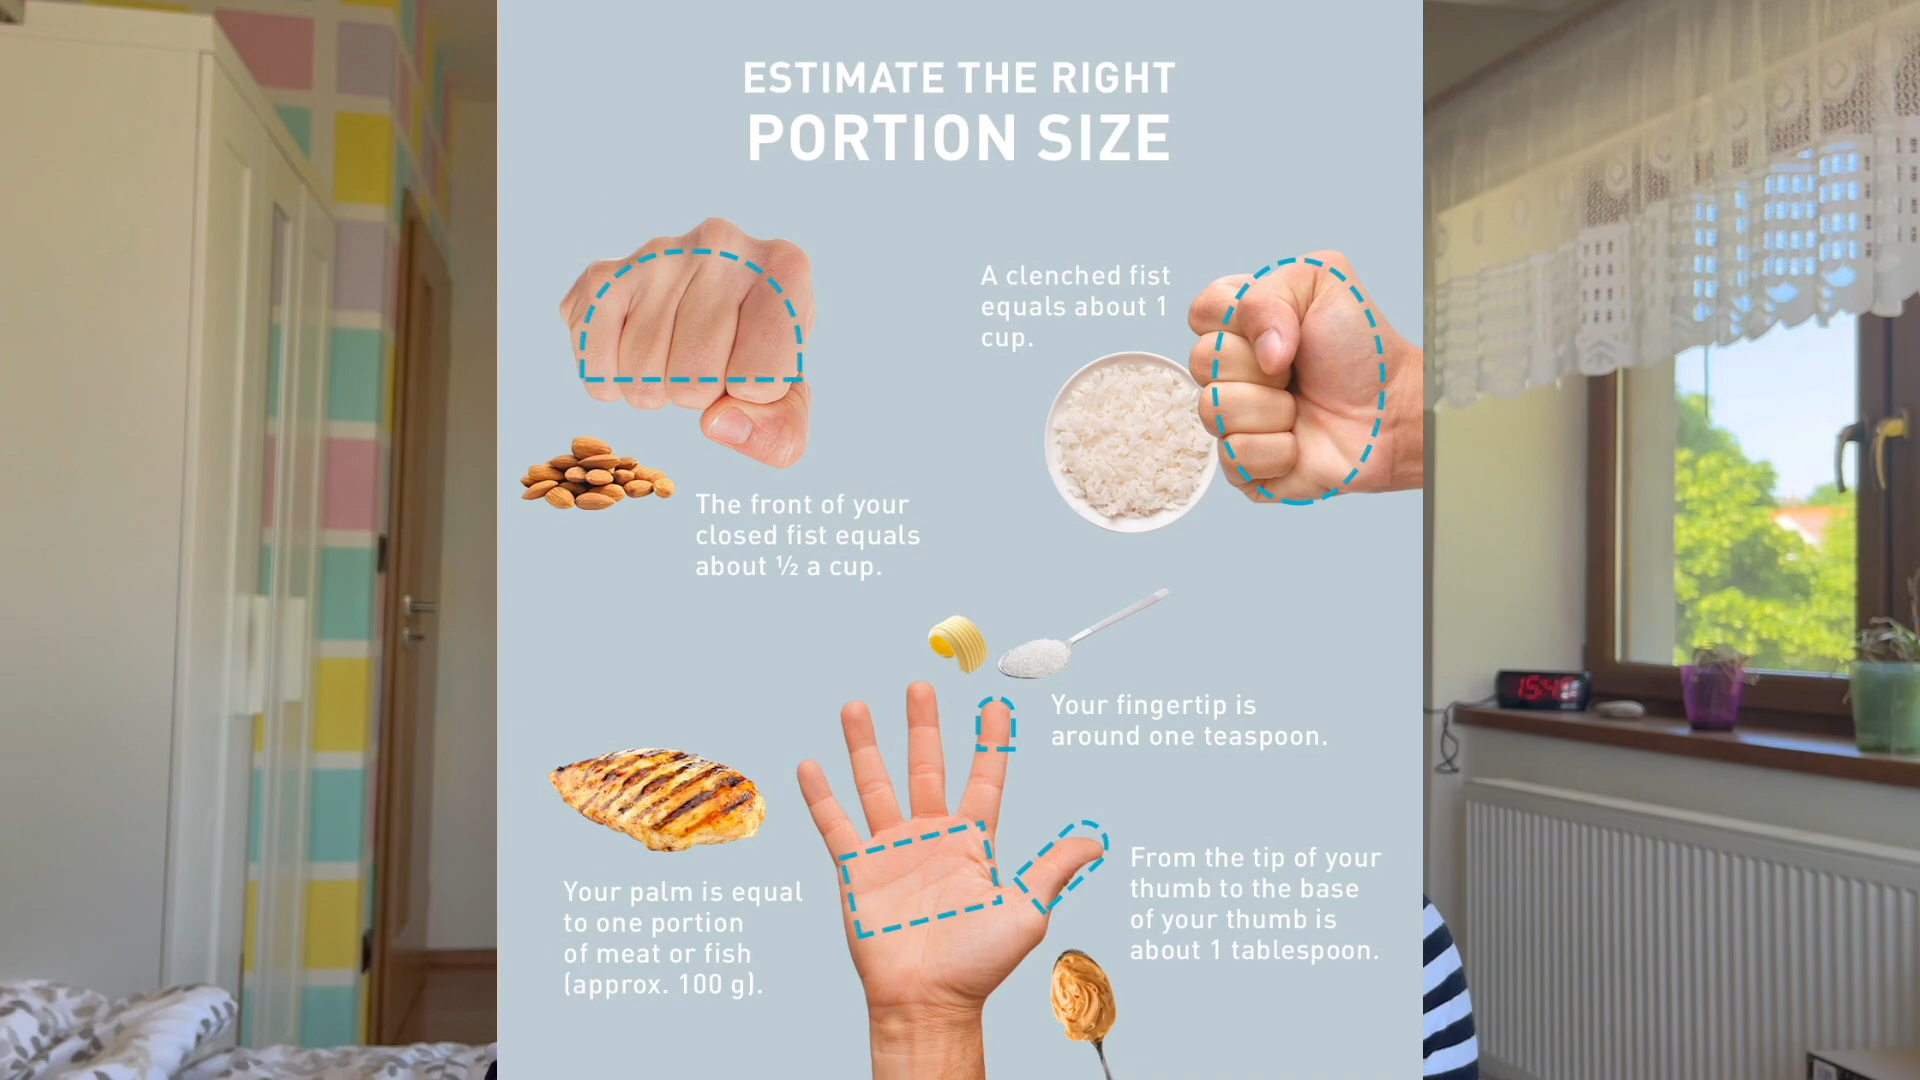 ESTIMATE THE RIGHT
PORTION SIZE
A clenched fist
equals about 1
cup.
The front of your
closed fist equals
about ½ a cup.
Your fingertip is
around one teaspoon.
Your palm is equal
to one portion
of meat or fish
(approx. 100 g).
From the tip of your
thumb to the base
of your thumb is
about 1 tablespoon.